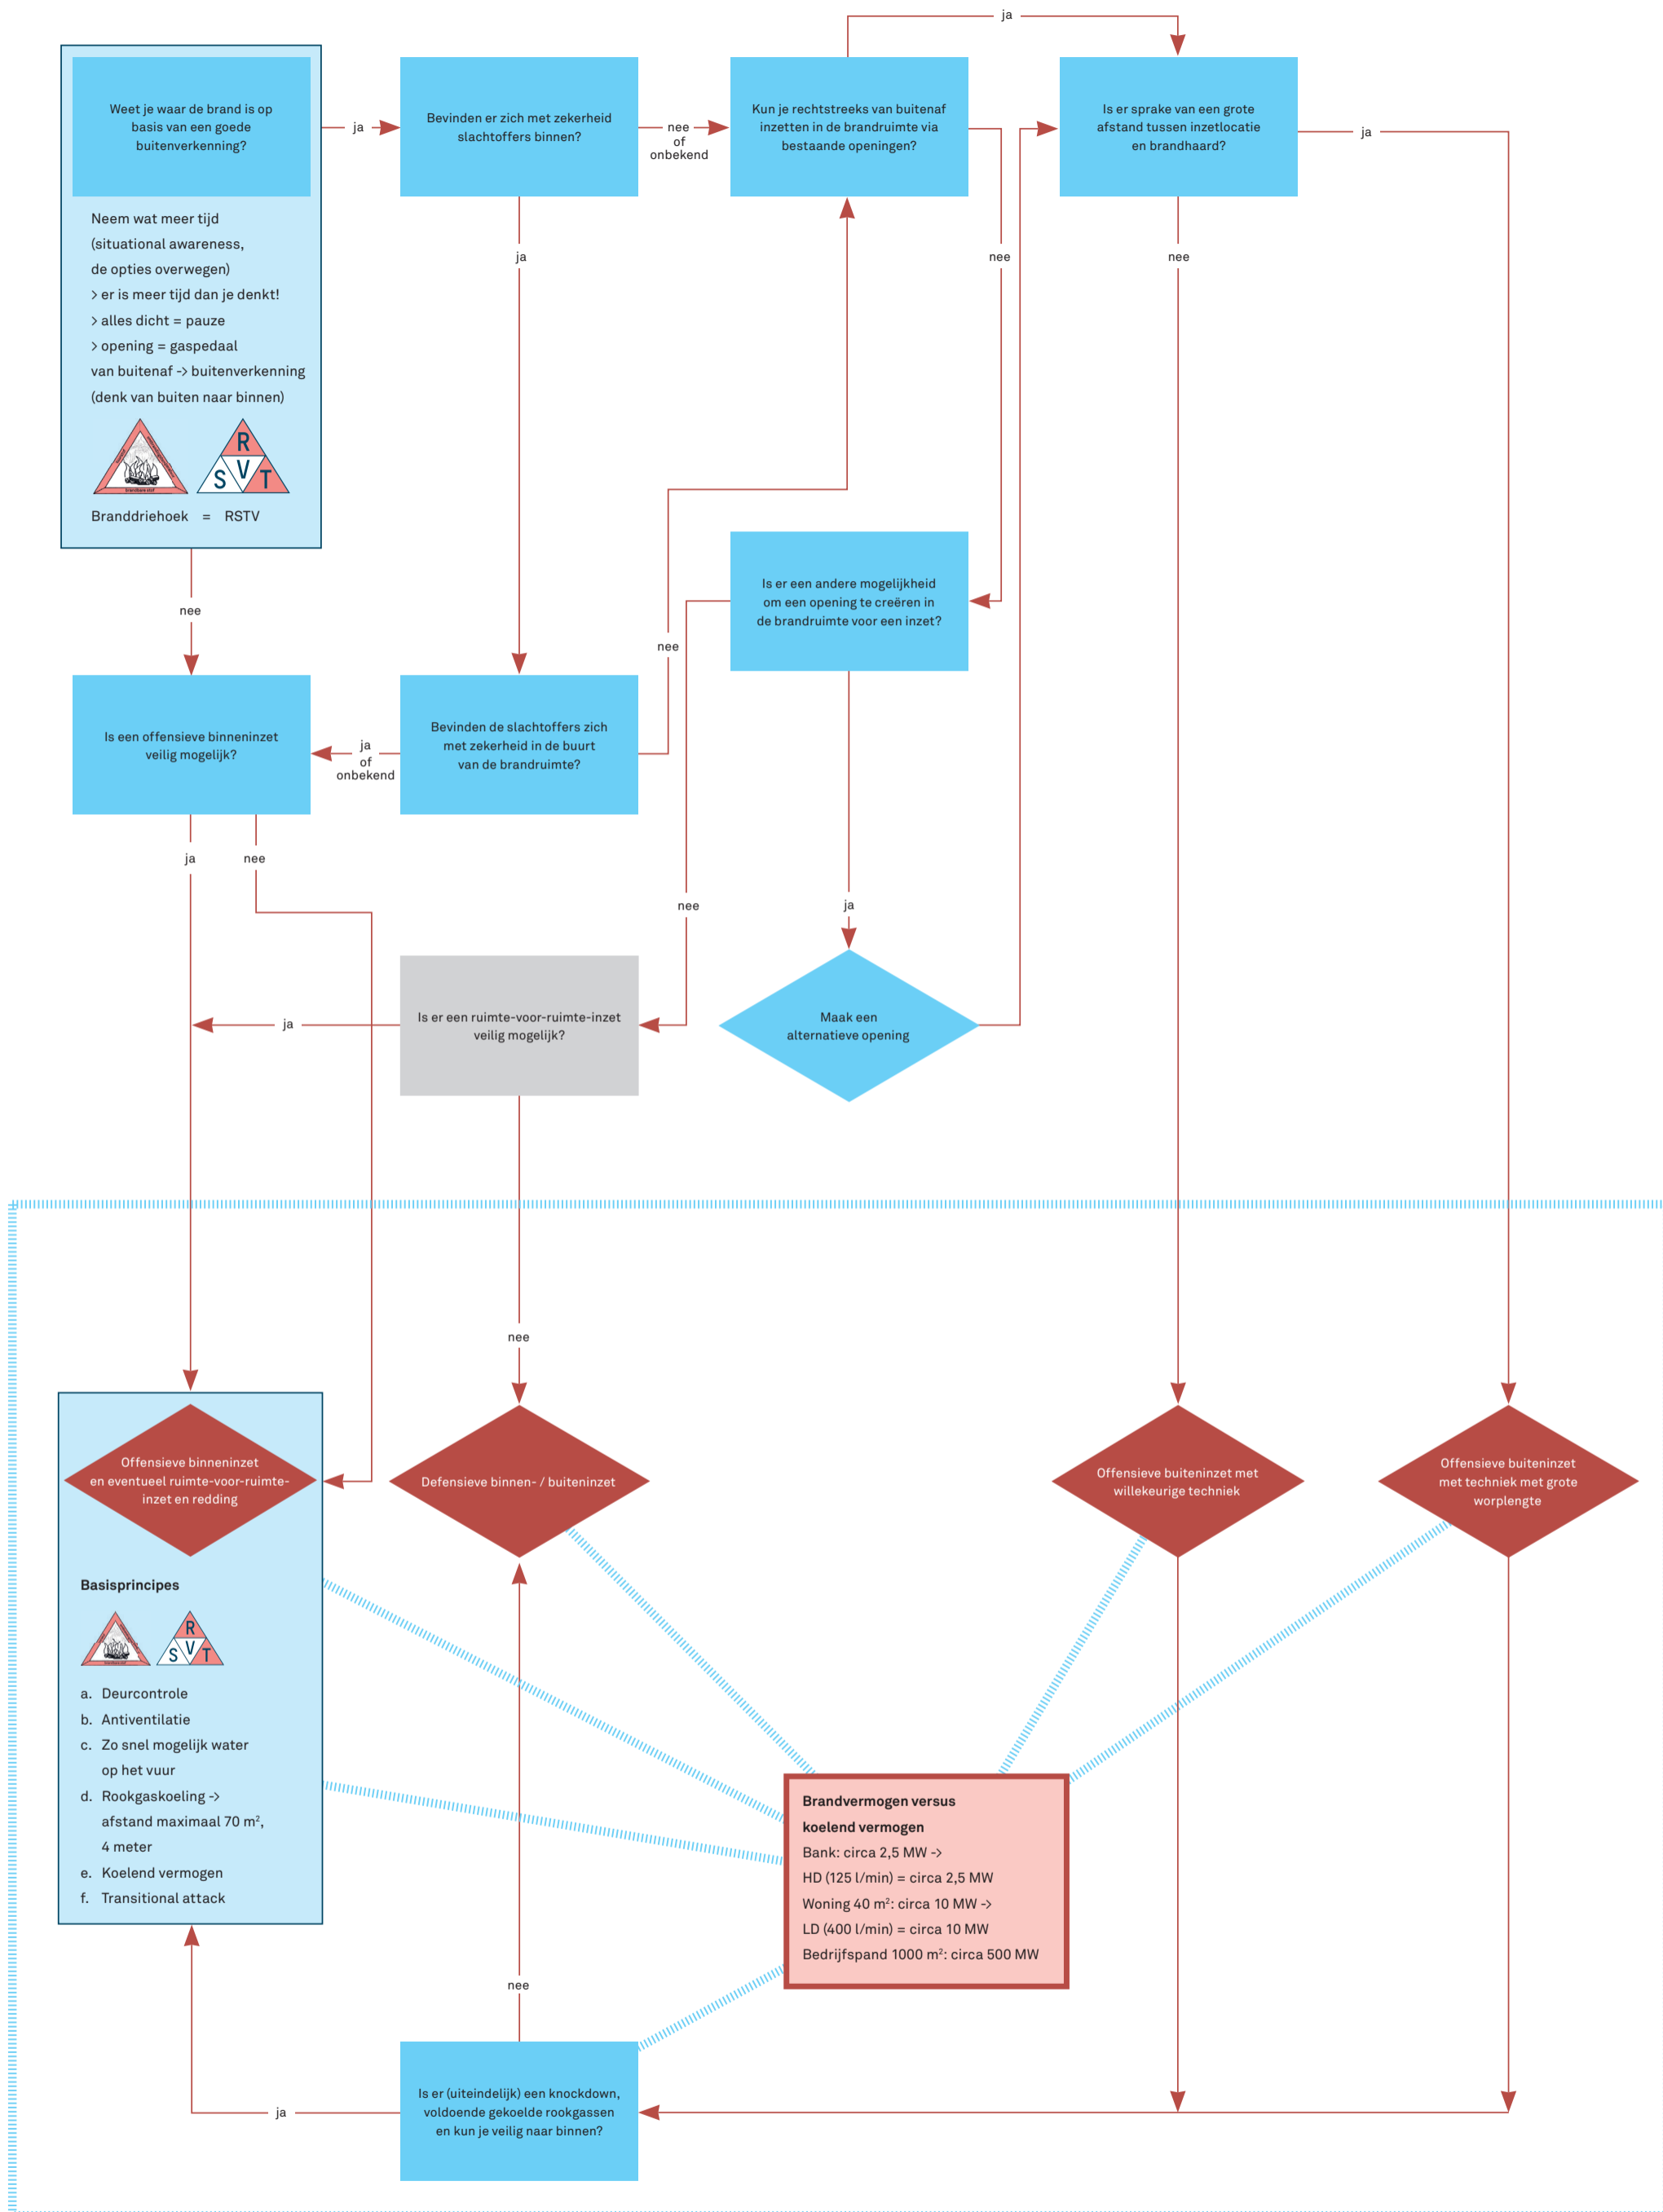 ja
Weet je waar de brand is op
basis van een goede
buitenverkenning?
ja
Bevinden er zich met zekerheid
slachtoffers binnen?
nee
of
onbekend
Kun je rechtstreeks van buitenaf
inzetten in de brandruimte via
bestaande openingen?
Is er sprake van een grote
afstand tussen inzetlocatie
en brandhaard?
ja
Neem wat meer tijd
(situational awareness,
de opties overwegen)
> er is meer tijd dan je denkt!
> alles dicht = pauze
> opening = gaspedaal
van buitenaf -> buitenverkenning
(denk van buiten naar binnen)
brandbare stof
R
S V T
Branddriehoek = RSTV
ja
nee
nee
nee
nee
Is er een andere mogelijkheid
om een opening te creëren in
de brandruimte voor een inzet?
Is een offensieve binneninzet
veilig mogelijk?
ja
of
onbekend
Bevinden de slachtoffers zich
met zekerheid in de buurt
van de brandruimte?
ja
nee
nee
ja
ja
Is er een ruimte-voor-ruimte-inzet
veilig mogelijk?
Maak een
alternatieve opening
nee
Offensieve binneninzet
en eventueel ruimte-voor-ruimte-
inzet en redding
Defensieve binnen- / buiteninzet
Offensieve buiteninzet met
willekeurige techniek
Offensieve buiteninzet
met techniek met grote
worplengte
Basisprincipes
R
S V T
a. Deurcontrole
b. Antiventilatie
c. Zo snel mogelijk water
op het vuur
d. Rookgaskoeling ->
afstand maximaal 70 m²,
4 meter
e. Koelend vermogen
f. Transitional attack
Brandvermogen versus
koelend vermogen
Bank: circa 2,5 MW ->
HD (125 l/min) = circa 2,5 MW
Woning 40 m²: circa 10 MW ->
LD (400 l/min) = circa 10 MW
Bedrijfspand 1000 m²: circa 500 MW
nee
Is er (uiteindelijk) een knockdown,
voldoende gekoelde rookgassen
en kun je veilig naar binnen?
ja